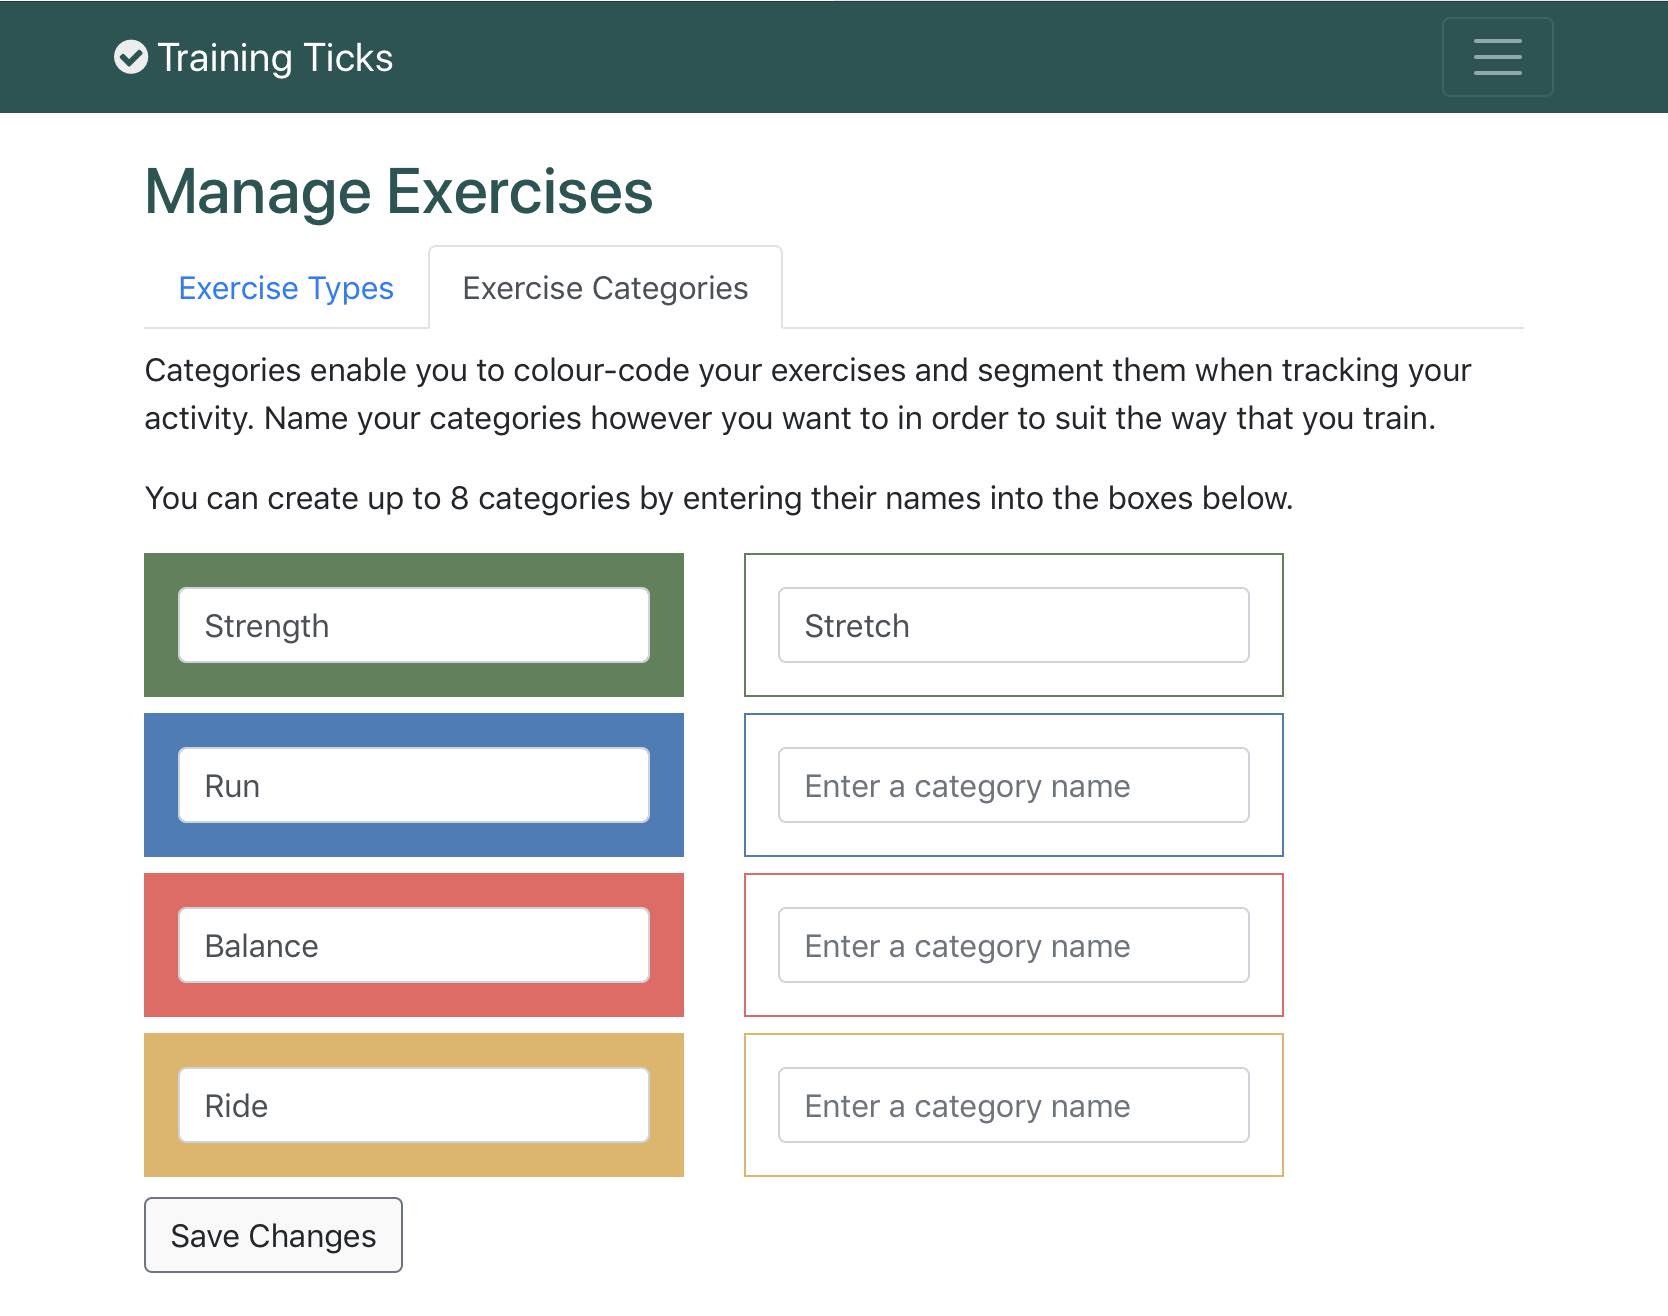 Training Ticks
Manage Exercises
Exercise Types
Exercise Categories
Categories enable you to colour-code your exercises and segment them when tracking your
activity. Name your categories however you want to in order to suit the way that you train.
You can create up to 8 categories by entering their names into the boxes below.
Strength
Stretch
Run
Enter a category name
Balance
Enter a category name
Ride
Enter a category name
Save Changes